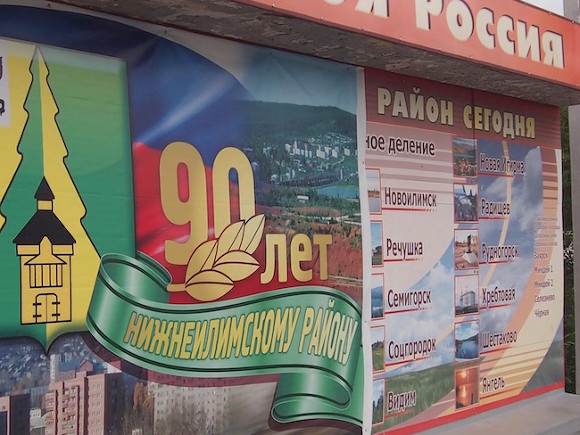 РОССИЯ
90
лет
НИЖНЕИЛИМСКОМУ РАЙОНУ
РАЙОН СЕГОДНЯ
деление
Новоилимск
Речушка
Семигорск
Соцгородок
Видим
Новая Игирма
Радищев
Рудногорск
Хребтовая
Шестаково
Янгель